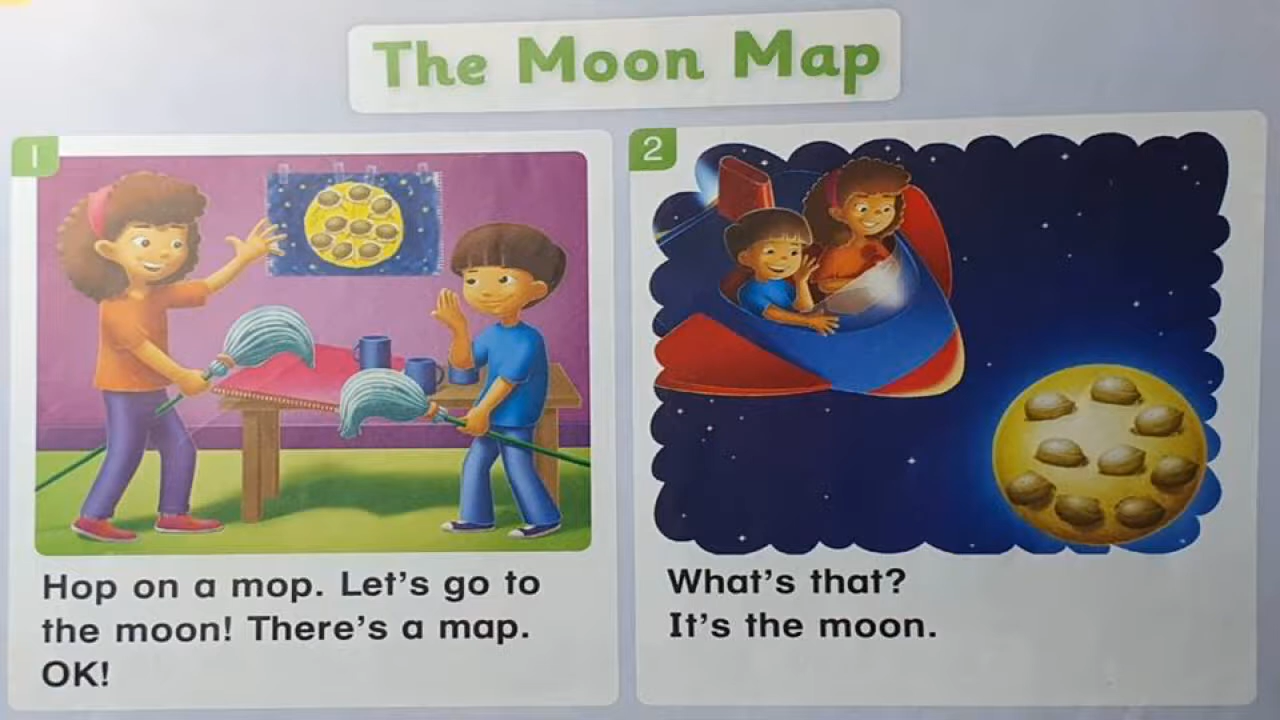 The Moon Map
1
Hop on a mop. Let's go to
the moon! There's a map.
OK!
2
What's that?
It's the moon.